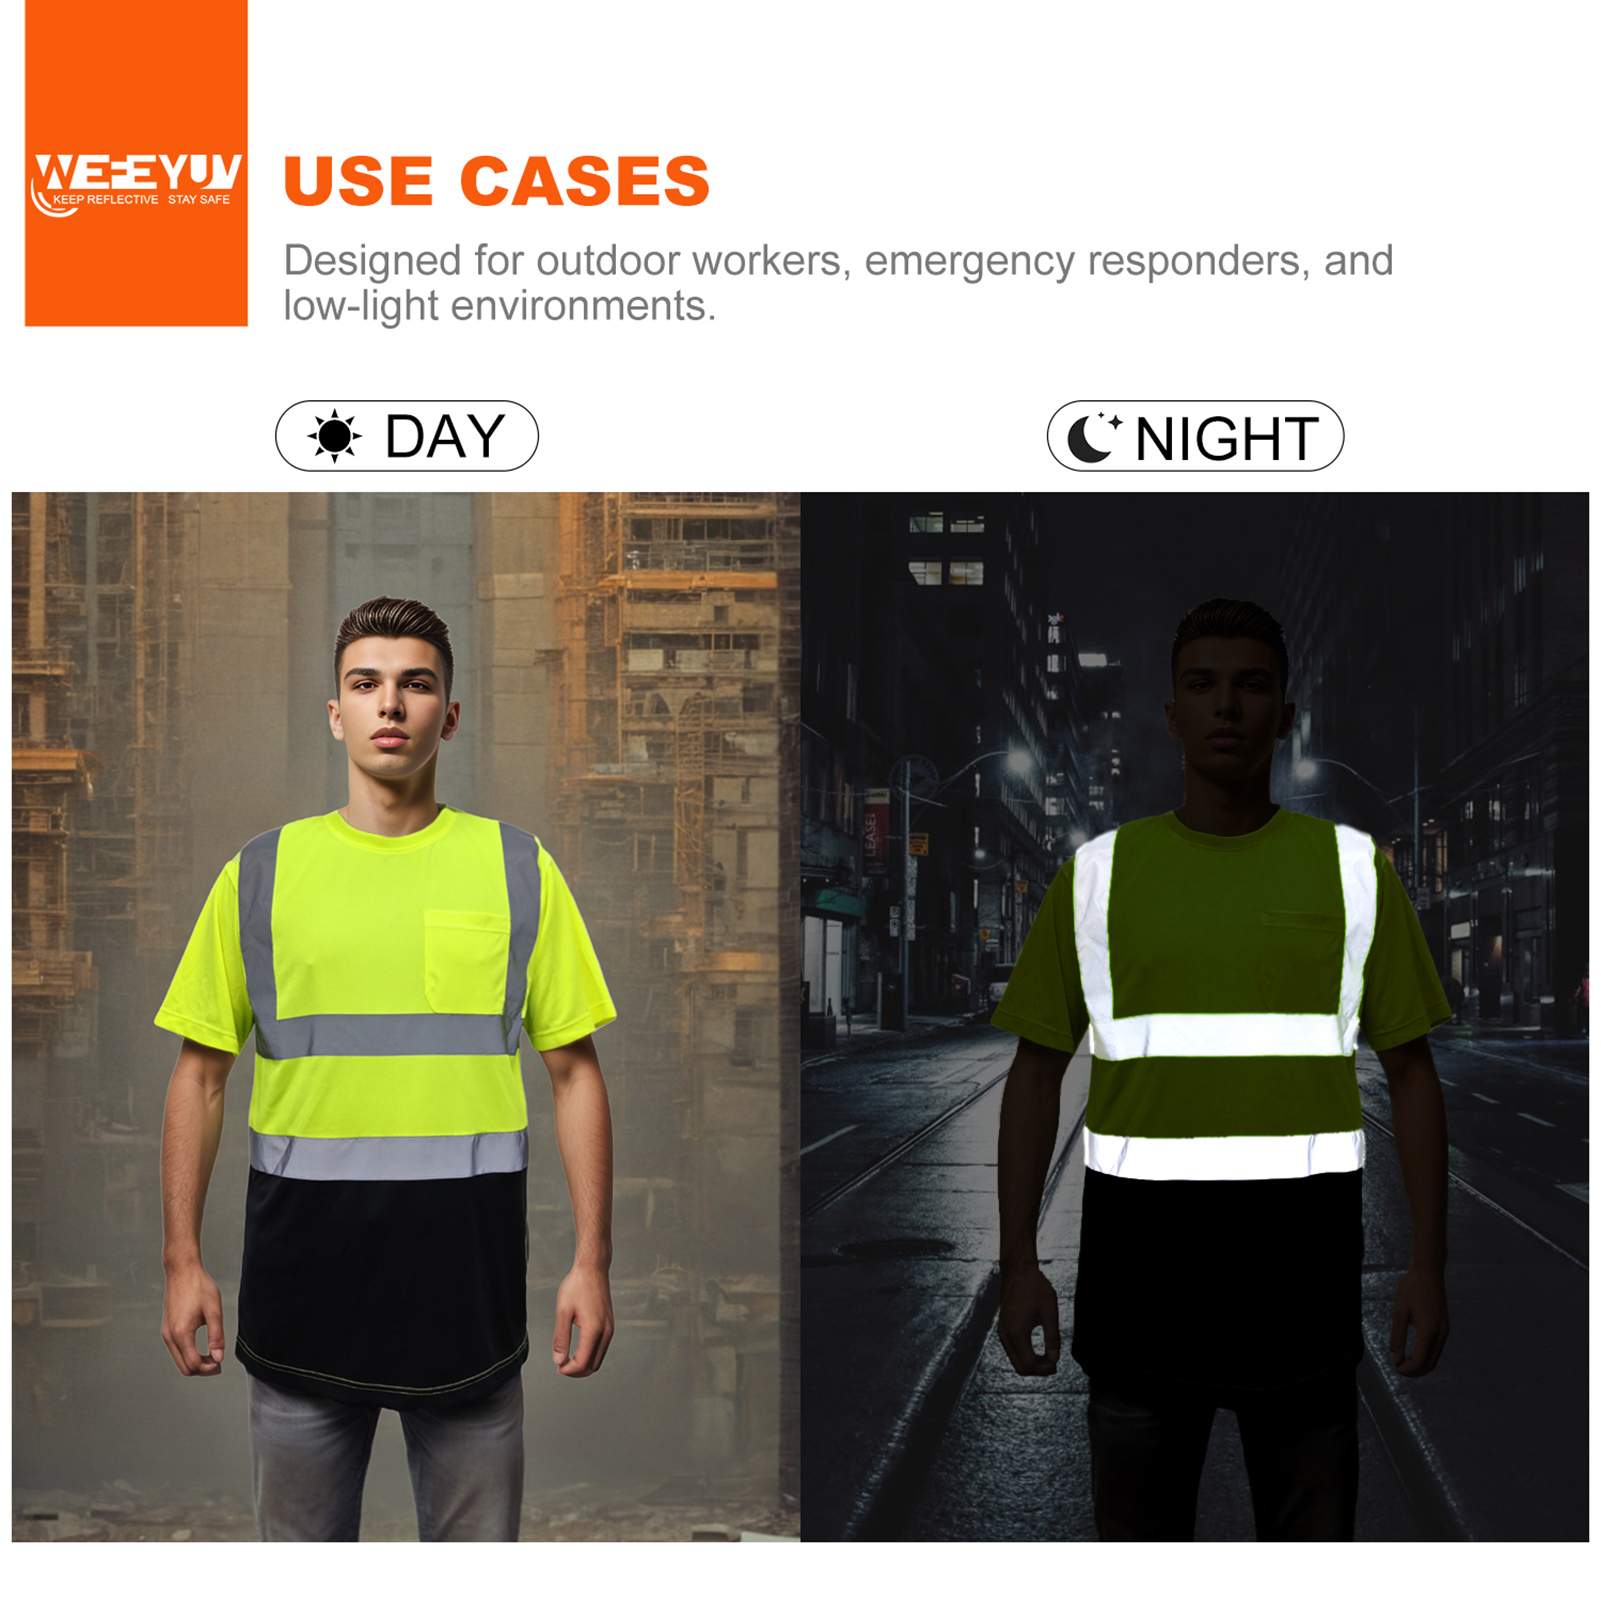 WEFEYUV
KEEP REFLECTIVE STAY SAFE
USE CASES
Designed for outdoor workers, emergency responders, and
low-light environments.
DAY
NIGHT
LEASE